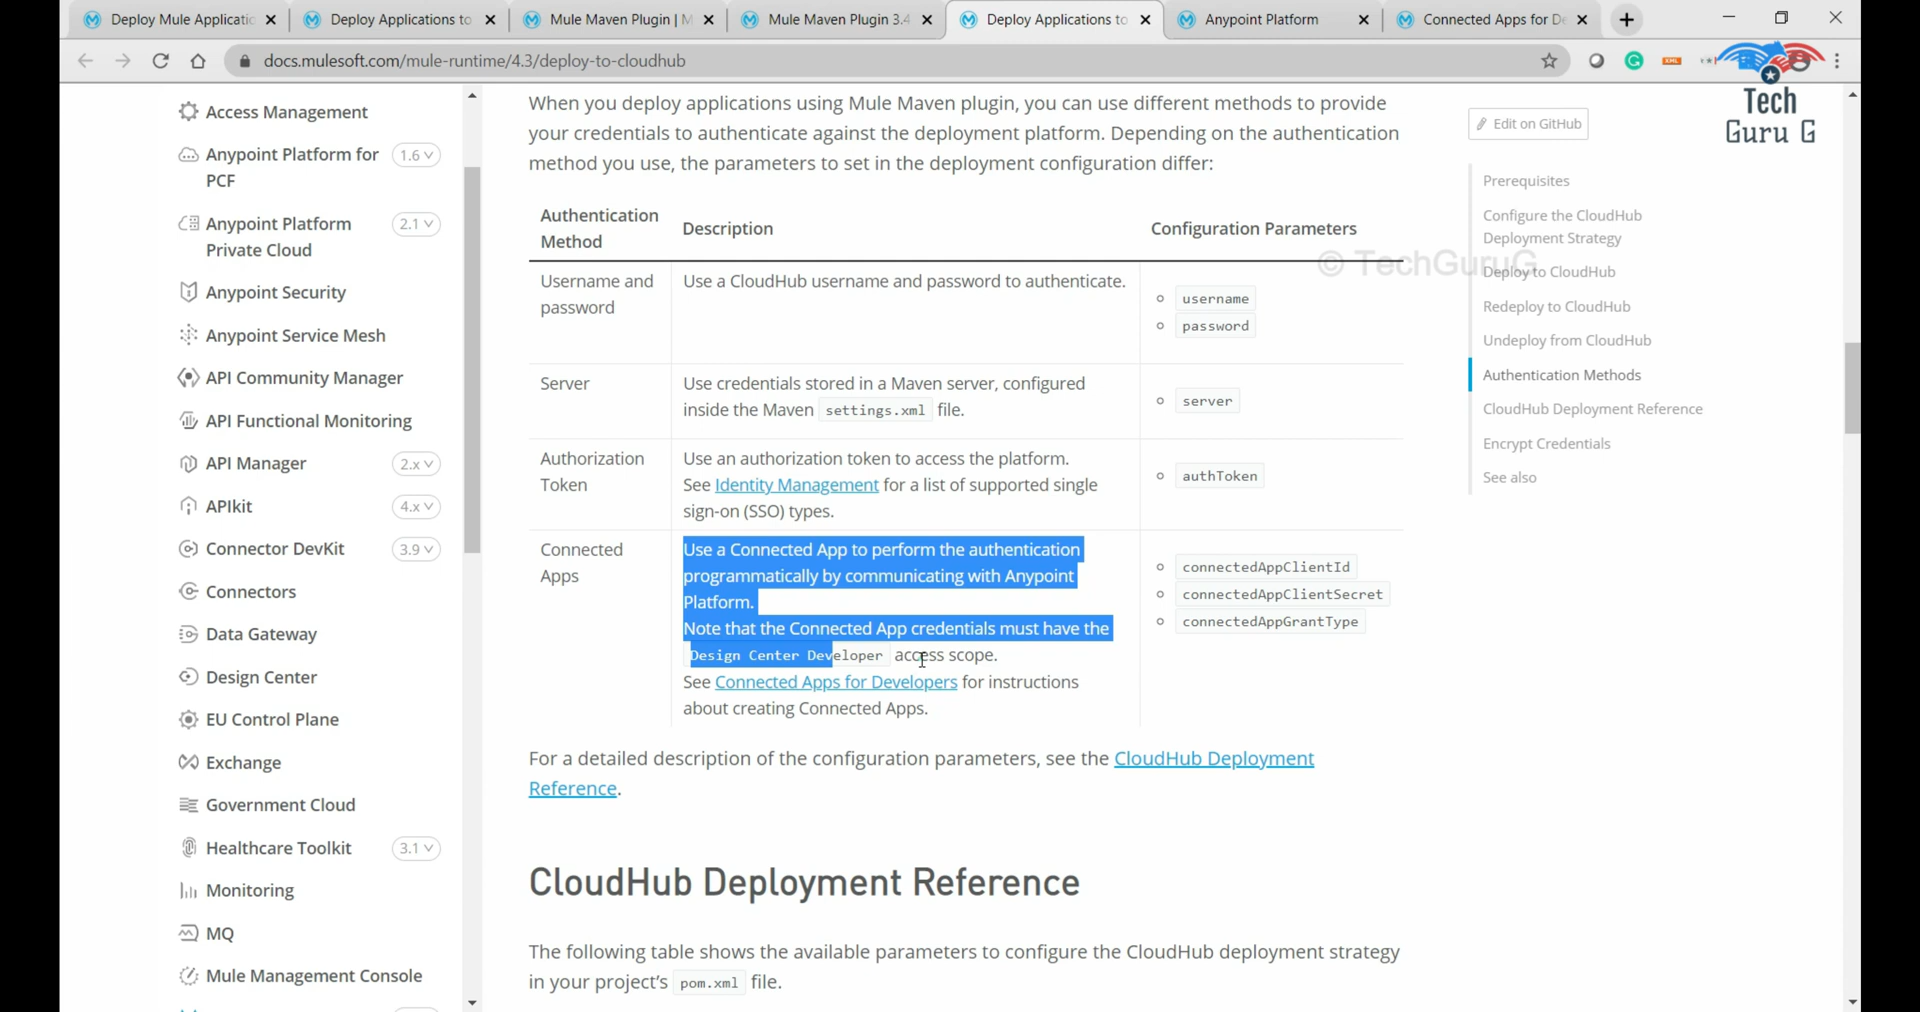 Deploy Mule Applicatio
Deploy Applications to
Mule Maven Plugin | M
Mule Maven Plugin 3.4
Deploy Applications to
Anypoint Platform
Connected Apps for De
docs.mulesoft.com/mule-runtime/4.3/deploy-to-cloudhub
XML
Tech
Guru G
Access Management
Anypoint Platform for
PCF
1.6
Anypoint Platform
Private Cloud
2.1
Anypoint Security
Anypoint Service Mesh
API Community Manager
API Functional Monitoring
API Manager
2.x
APIkit
4.x
Connector DevKit
3.9
Connectors
Data Gateway
Design Center
EU Control Plane
Exchange
Government Cloud
Healthcare Toolkit
3.1
Monitoring
MQ
Mule Management Console
When you deploy applications using Mule Maven plugin, you can use different methods to provide
your credentials to authenticate against the deployment platform. Depending on the authentication
method you use, the parameters to set in the deployment configuration differ:
Authentication
Method
Description
Configuration Parameters
© TechGuruG
Username and
password
Use a CloudHub username and password to authenticate.
username
password
Server
Use credentials stored in a Maven server, configured
inside the Maven settings.xml file.
server
Authorization
Token
Use an authorization token to access the platform.
See Identity Management for a list of supported single
sign-on (SSO) types.
authToken
Connected
Apps
Use a Connected App to perform the authentication
programmatically by communicating with Anypoint
Platform.
Note that the Connected App credentials must have the
Design Center Developer access scope.
See Connected Apps for Developers for instructions
about creating Connected Apps.
connectedAppClientId
connectedAppClientSecret
connectedAppGrantType
For a detailed description of the configuration parameters, see the CloudHub Deployment
Reference.
CloudHub Deployment Reference
The following table shows the available parameters to configure the CloudHub deployment strategy
in your project's pom.xml file.
Edit on GitHub
Prerequisites
Configure the CloudHub
Deployment Strategy
Deploy to CloudHub
Redeploy to CloudHub
Undeploy from CloudHub
Authentication Methods
CloudHub Deployment Reference
Encrypt Credentials
See also